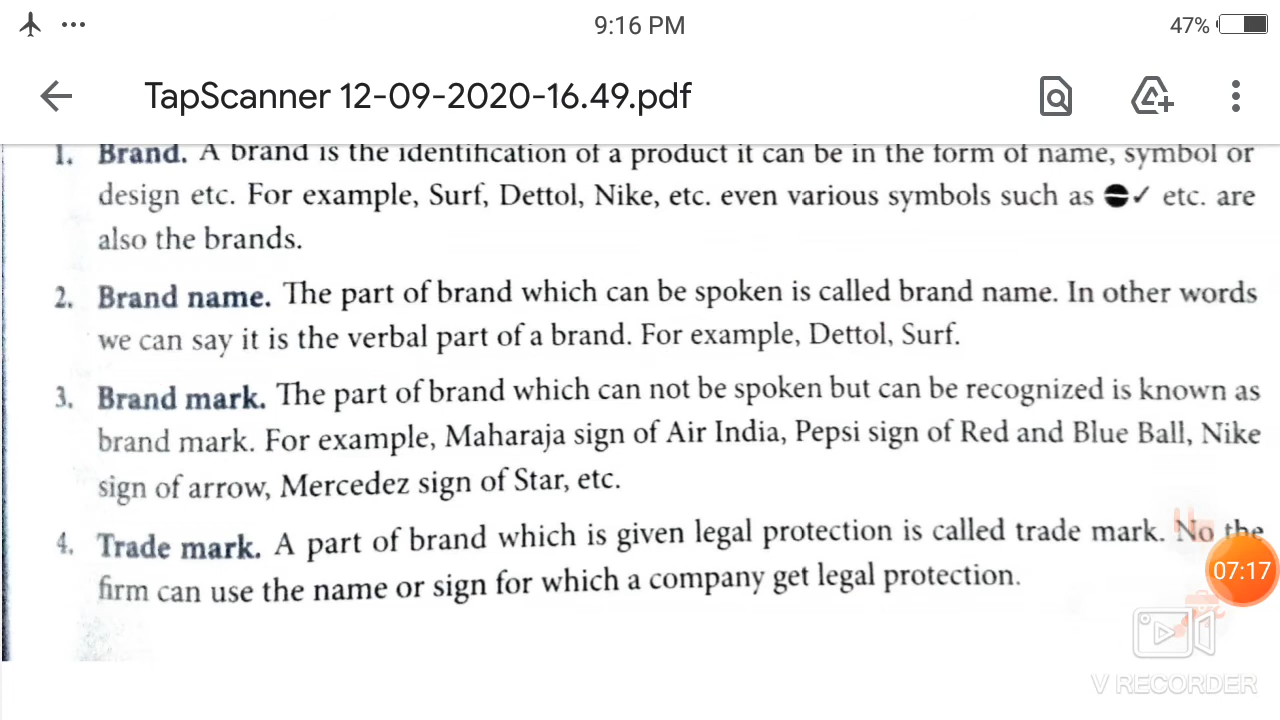 9:16 PM 47%
TapScanner 12-09-2020-16.49.pdf
1. Brand. A brand is the identification of a product it can be in the form of name, symbol or
design etc. For example, Surf, Dettol, Nike, etc. even various symbols such as ✓ etc. are
also the brands.
2. Brand name. The part of brand which can be spoken is called brand name. In other words
we can say it is the verbal part of a brand. For example, Dettol, Surf.
3. Brand mark. The part of brand which can not be spoken but can be recognized is known as
brand mark. For example, Maharaja sign of Air India, Pepsi sign of Red and Blue Ball, Nike
sign of arrow, Mercedez sign of Star, etc.
4. Trade mark. A part of brand which is given legal protection is called trade mark. No the
firm can use the name or sign for which a company get legal protection.
07:17
V RECORDER